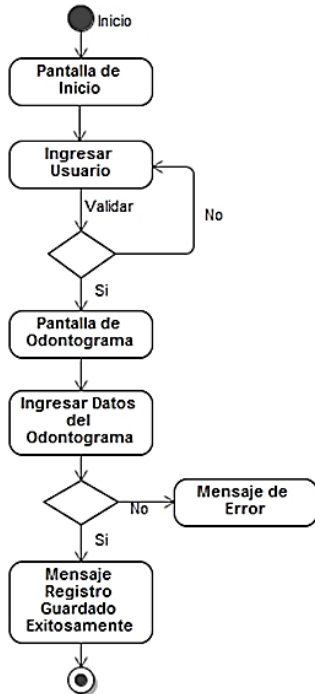 Inicio
Pantalla de
Inicio
Ingresar
Usuario
Validar
No
Si
Pantalla de
Odontograma
Ingresar Datos
del
Odontograma
No
Mensaje de
Error
Si
Mensaje
Registro
Guardado
Exitosamente